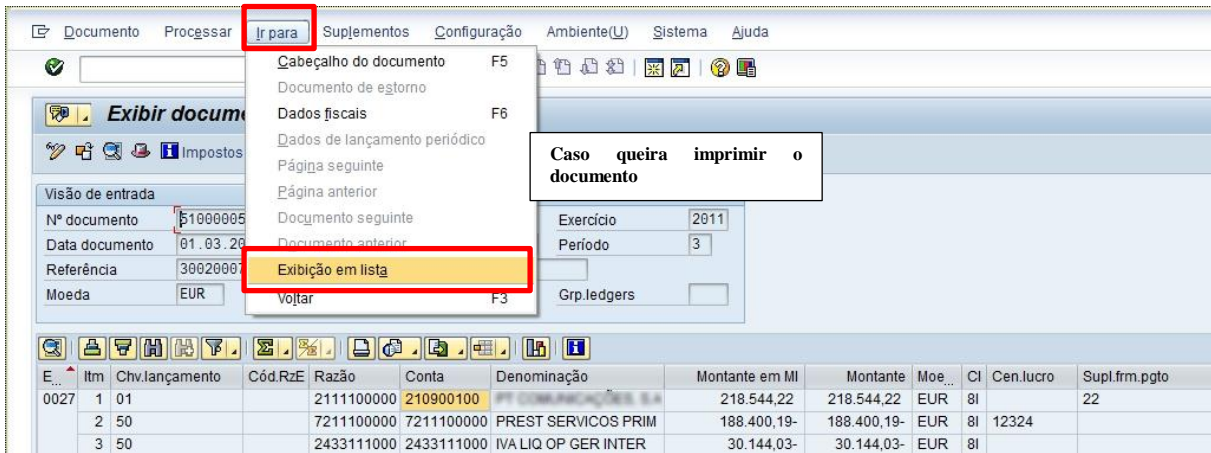 Documento Processar Ir para Suplementos Configuração Ambiente(U) Sistema Ajuda
Cabeçalho do documento F5
Documento de estorno
Exibir docum
Dados fiscais F6
Dados de lançamento periódico
Impostos
Página seguinte
Caso queira imprimir o
documento
Visão de entrada
Página anterior
Nº documento 51000005 Documento seguinte Exercício 2011
Data documento 01.03.20 Documento anterior Período 3
Referência 30020007 Exibição em lista
Moeda EUR Voltar F3 Grp.ledgers
E... Itm Chv.lançamento Cód.RzE Razão Conta Denominação Montante em MI Montante Moe... CI Cen.lucro Supl.frm.pgto
0027 1 01 2111100000 210900100 218.544,22 218.544,22 EUR 8I 22
2 50 7211100000 7211100000 PREST SERVICOS PRIM 188.400,19- 188.400,19- EUR 8I 12324
3 50 2433111000 2433111000 IVA LIQ OP GER INTER 30.144,03- 30.144,03- EUR 8I